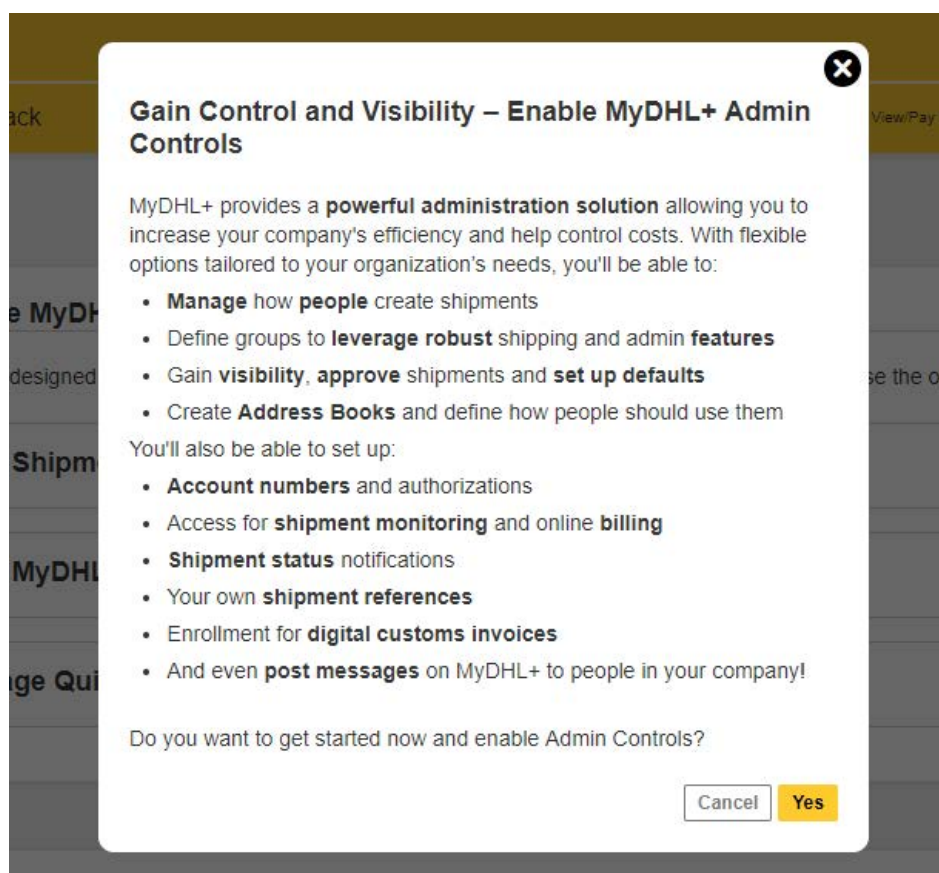 ack
View/Pay
Gain Control and Visibility – Enable MyDHL+ Admin
Controls
MyDHL+ provides a powerful administration solution allowing you to
increase your company's efficiency and help control costs. With flexible
options tailored to your organization’s needs, you'll be able to:
• Manage how people create shipments
• Define groups to leverage robust shipping and admin features
• Gain visibility, approve shipments and set up defaults
• Create Address Books and define how people should use them
You'll also be able to set up:
• Account numbers and authorizations
• Access for shipment monitoring and online billing
• Shipment status notifications
• Your own shipment references
• Enrollment for digital customs invoices
• And even post messages on MyDHL+ to people in your company!
Do you want to get started now and enable Admin Controls?
Cancel Yes
e MyDH
designed
se the o
Shipm
MyDHL
age Qui